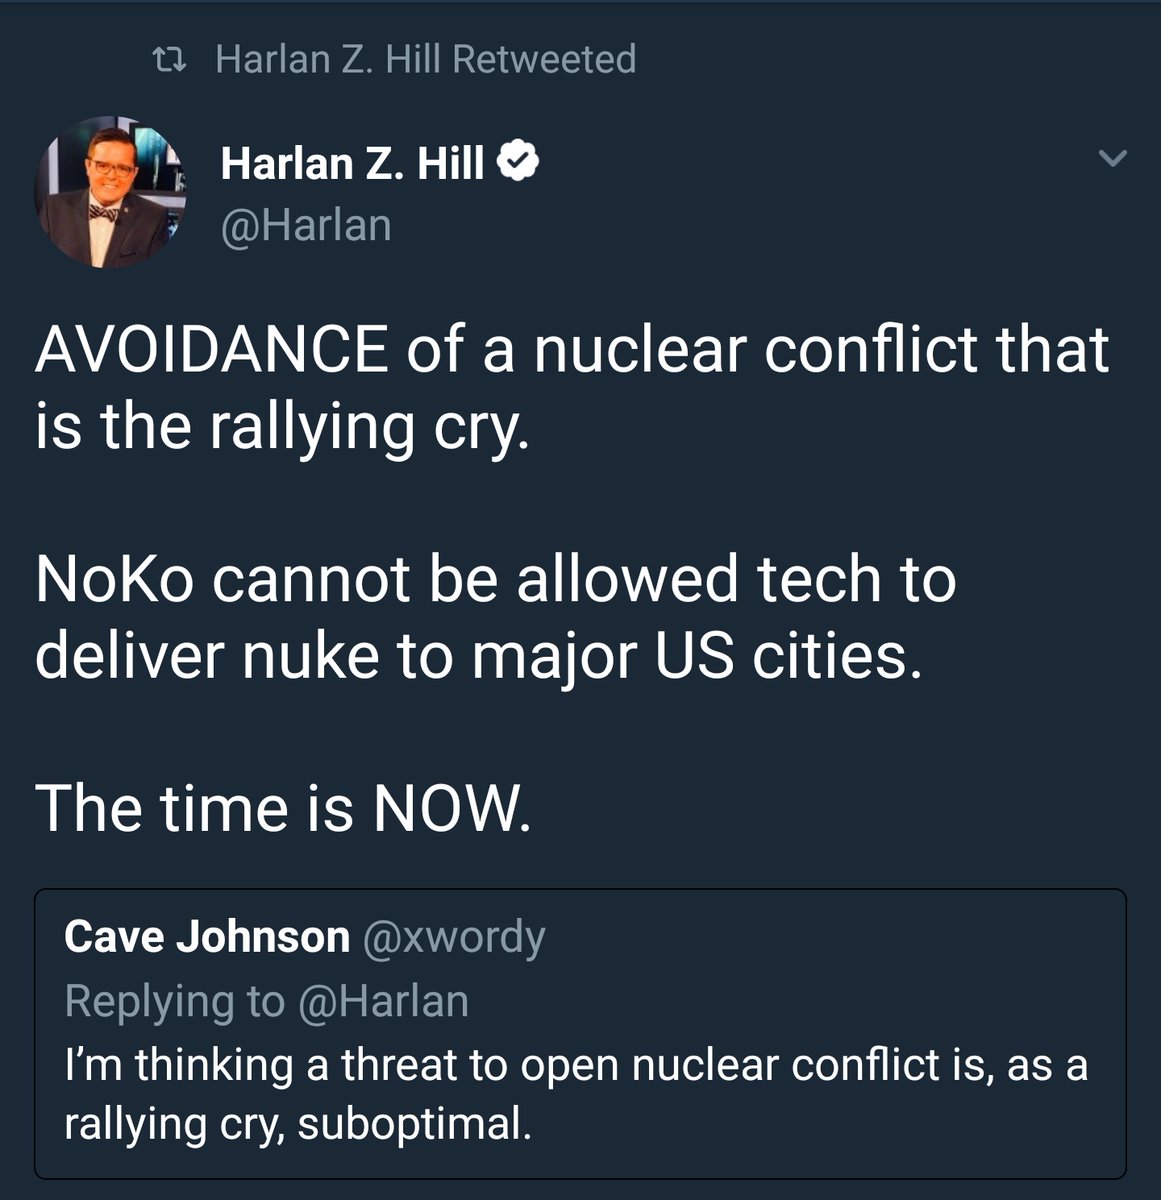 Harlan Z. Hill Retweeted
Harlan Z. Hill
@Harlan
AVOIDANCE of a nuclear conflict that
is the rallying cry.
NoKo cannot be allowed tech to
deliver nuke to major US cities.
The time is NOW.
Cave Johnson @xwordy
Replying to @Harlan
I'm thinking a threat to open nuclear conflict is, as a
rallying cry, suboptimal.